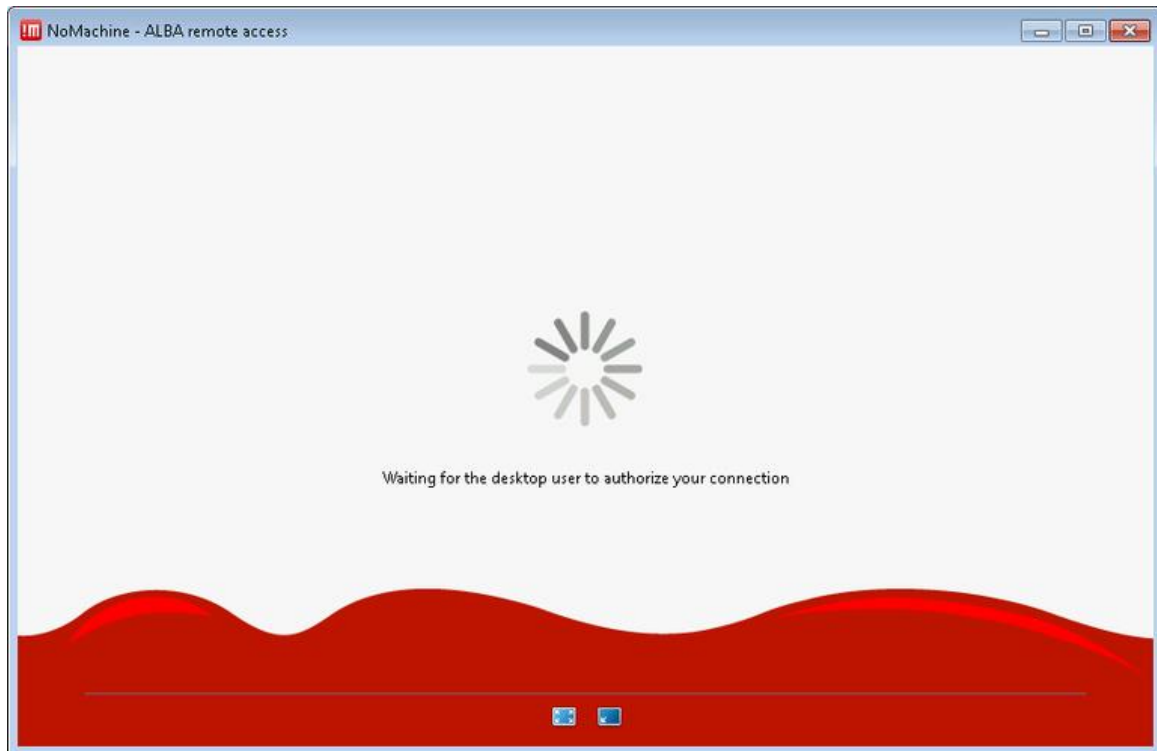 !M NoMachine - ALBA remote access
Waiting for the desktop user to authorize your connection